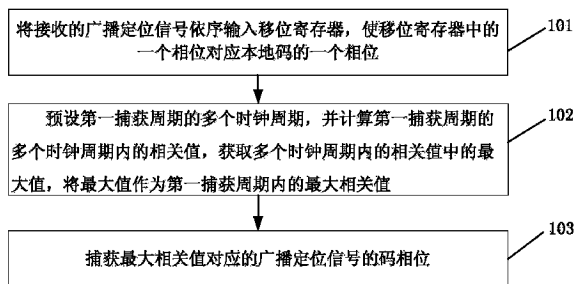 将接收的广播定位信号依序输入移位寄存器，使移位寄存器中的
一个相位对应本地码的一个相位
101
预设第一捕获周期的多个时钟周期，并计算第一捕获周期的
多个时钟周期内的相关值，获取多个时钟周期内的相关值中的最
大值，将最大值作为第一捕获周期内的最大相关值
102
捕获最大相关值对应的广播定位信号的码相位
103